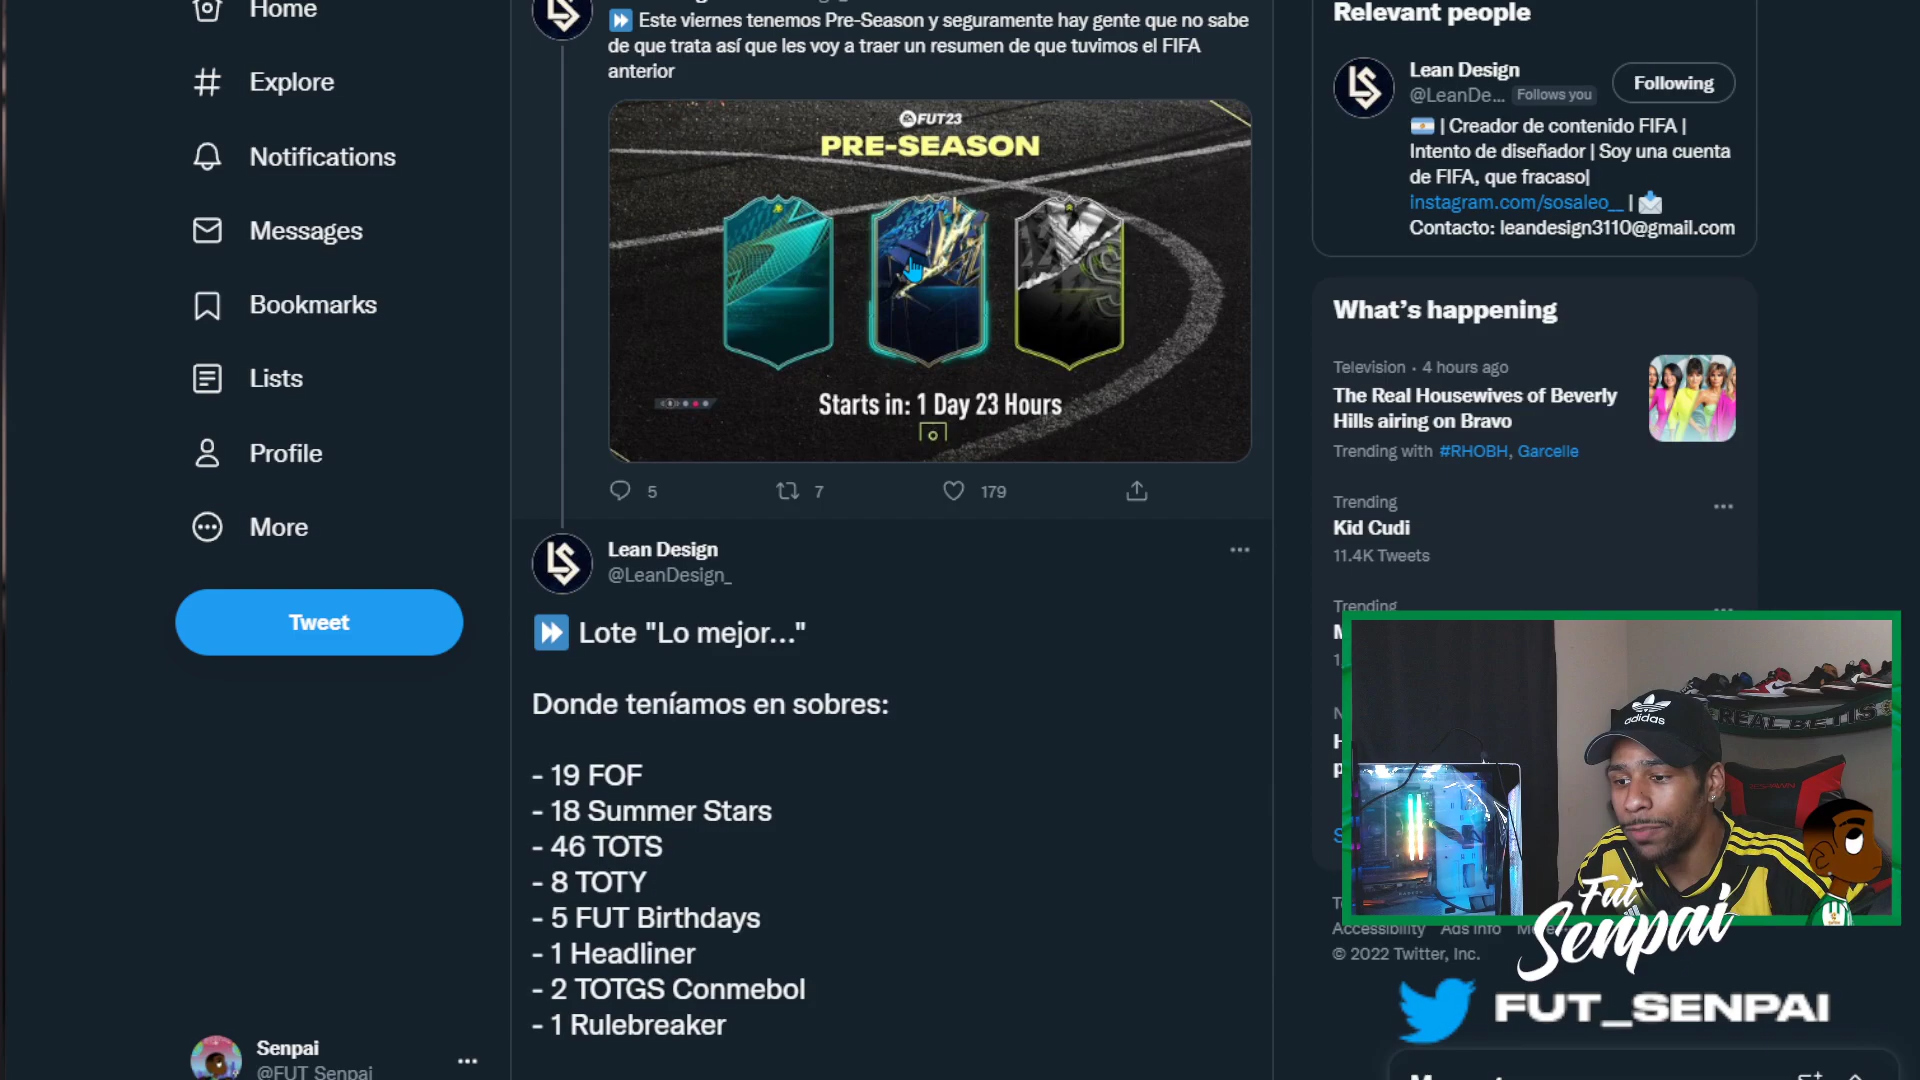 Home
Explore
Notifications
Messages
Bookmarks
Lists
Profile
More
Tweet
Senpai
@FUT_Senpai
Este viernes tenemos Pre-Season y seguramente hay gente que no sabe
de que trata así que les voy a traer un resumen de que tuvimos el FIFA
anterior
FUT23
PRE-SEASON
Starts in: 1 Day 23 Hours
5
7
179
Lean Design
@LeanDesign_
Lote "Lo mejor..."
Donde teníamos en sobres:
- 19 FOF
- 18 Summer Stars
- 46 TOTS
- 8 TOTY
- 5 FUT Birthdays
- 1 Headliner
- 2 TOTGS Conmebol
- 1 Rulebreaker
Relevant people
Lean Design
@LeanDe... Follows you
Following
| Creador de contenido FIFA |
Intento de diseñador | Soy una cuenta
de FIFA, que fracaso|
instagram.com/sosaleo__ |
Contacto: leandesign3110@gmail.com
What's happening
Television · 4 hours ago
The Real Housewives of Beverly
Hills airing on Bravo
Trending with #RHOBH, Garcelle
Trending
Kid Cudi
11.4K Tweets
Trending
adidas
REAL BETIS
Accessibility Ads info
© 2022 Twitter, Inc.
Fut
Senpai
FUT_SENPAI